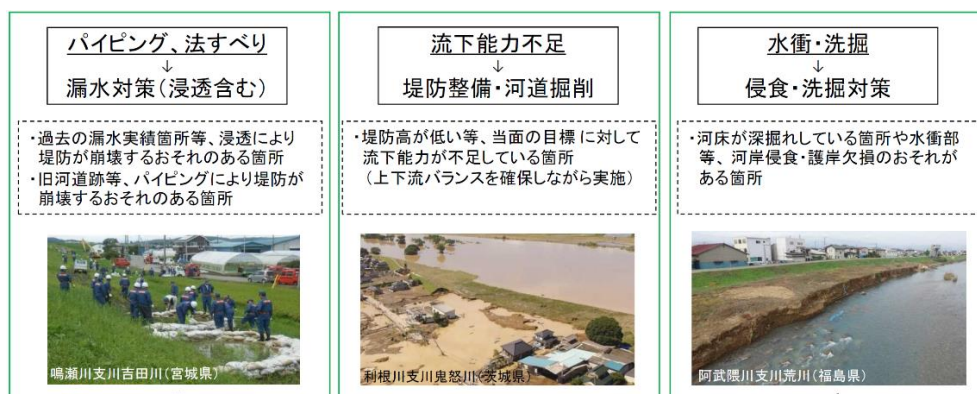 パイピング、法すべり
↓
漏水対策(浸透含む)
・過去の漏水実績箇所等、浸透により
堤防が崩壊するおそれのある箇所
・旧河道跡等、パイピングにより堤防が
崩壊するおそれのある箇所
鳴瀬川支川吉田川(宮城県)
流下能力不足
↓
堤防整備・河道掘削
・堤防高が低い等、当面の目標に対して
流下能力が不足している箇所
(上下流バランスを確保しながら実施)
利根川支川鬼怒川(茨城県)
水衝・洗掘
↓
侵食・洗掘対策
・河床が深掘れしている箇所や水衝部
等、河岸侵食・護岸欠損のおそれが
ある箇所
阿武隈川支川荒川(福島県)